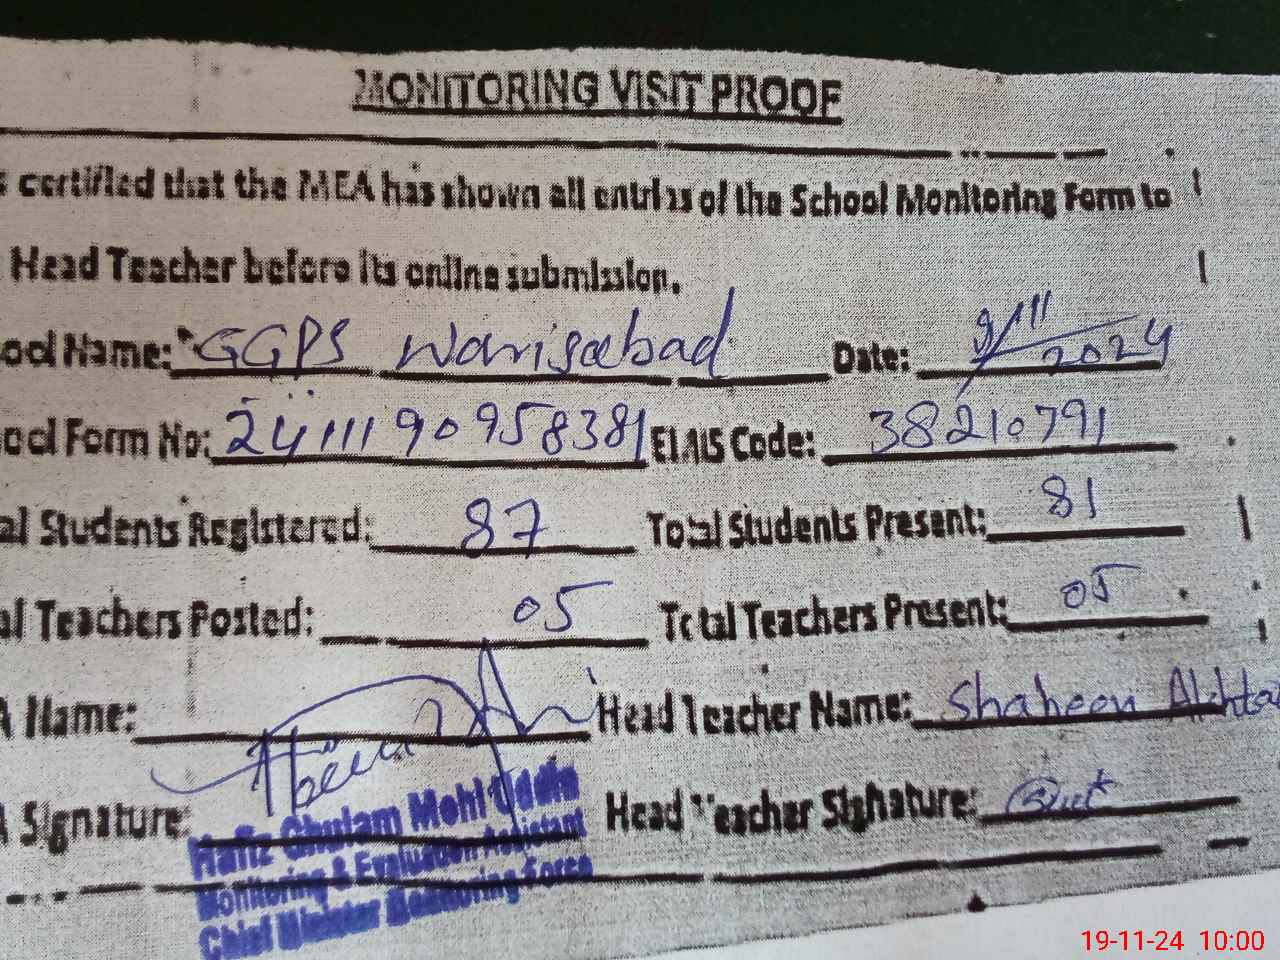 MONITORING VISIT PROOF
certified that the MEA has shown all entries of the School Monitoring Form to
Head Teacher before its online submission.
ool Name: GGPS Warisabad Date: 9/11/2024
ool Form No: 2411190958381 EMIS Code: 38210791
al Students Registered: 87 Total Students Present: 81
al Teachers Posted: 05 Total Teachers Present: 05
A Name: Head Teacher Name: Shaheen Akhtar
A Signature: Head Teacher Signature:
Hafiz Ghulam Mohi Uddin
Monitoring & Evaluation Assistant
Chief Minister Monitoring Force
19-11-24 10:00